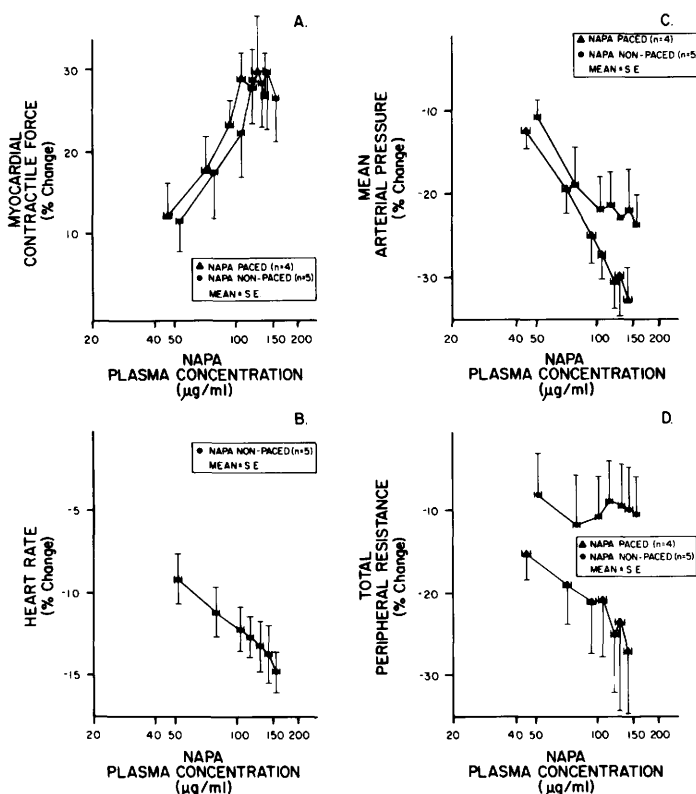 A.
MYOCARDIAL
CONTRACTILE FORCE
(% Change)
30
20
10
NAPA PACED (n=4)
NAPA NON-PACED (n=5)
MEAN ± S E
20 40 50 100 150 200
NAPA
PLASMA CONCENTRATION
(μg/ml)
B.
NAPA NON-PACED (n=5)
MEAN ± S E
HEART RATE
(% Change)
-5
-10
-15
20 40 50 100 150 200
NAPA
PLASMA CONCENTRATION
(μg/ml)
C.
NAPA PACED (n=4)
NAPA NON-PACED (n=5)
MEAN ± S E
MEAN
ARTERIAL PRESSURE
(% Change)
-10
-20
-30
20 40 50 100 150 200
NAPA
PLASMA CONCENTRATION
(μg/ml)
D.
TOTAL
PERIPHERAL RESISTANCE
(% Change)
-10
-20
-30
NAPA PACED (n=4)
NAPA NON-PACED (n=5)
MEAN ± S E
20 40 50 100 150 200
NAPA
PLASMA CONCENTRATION
(μg/ml)